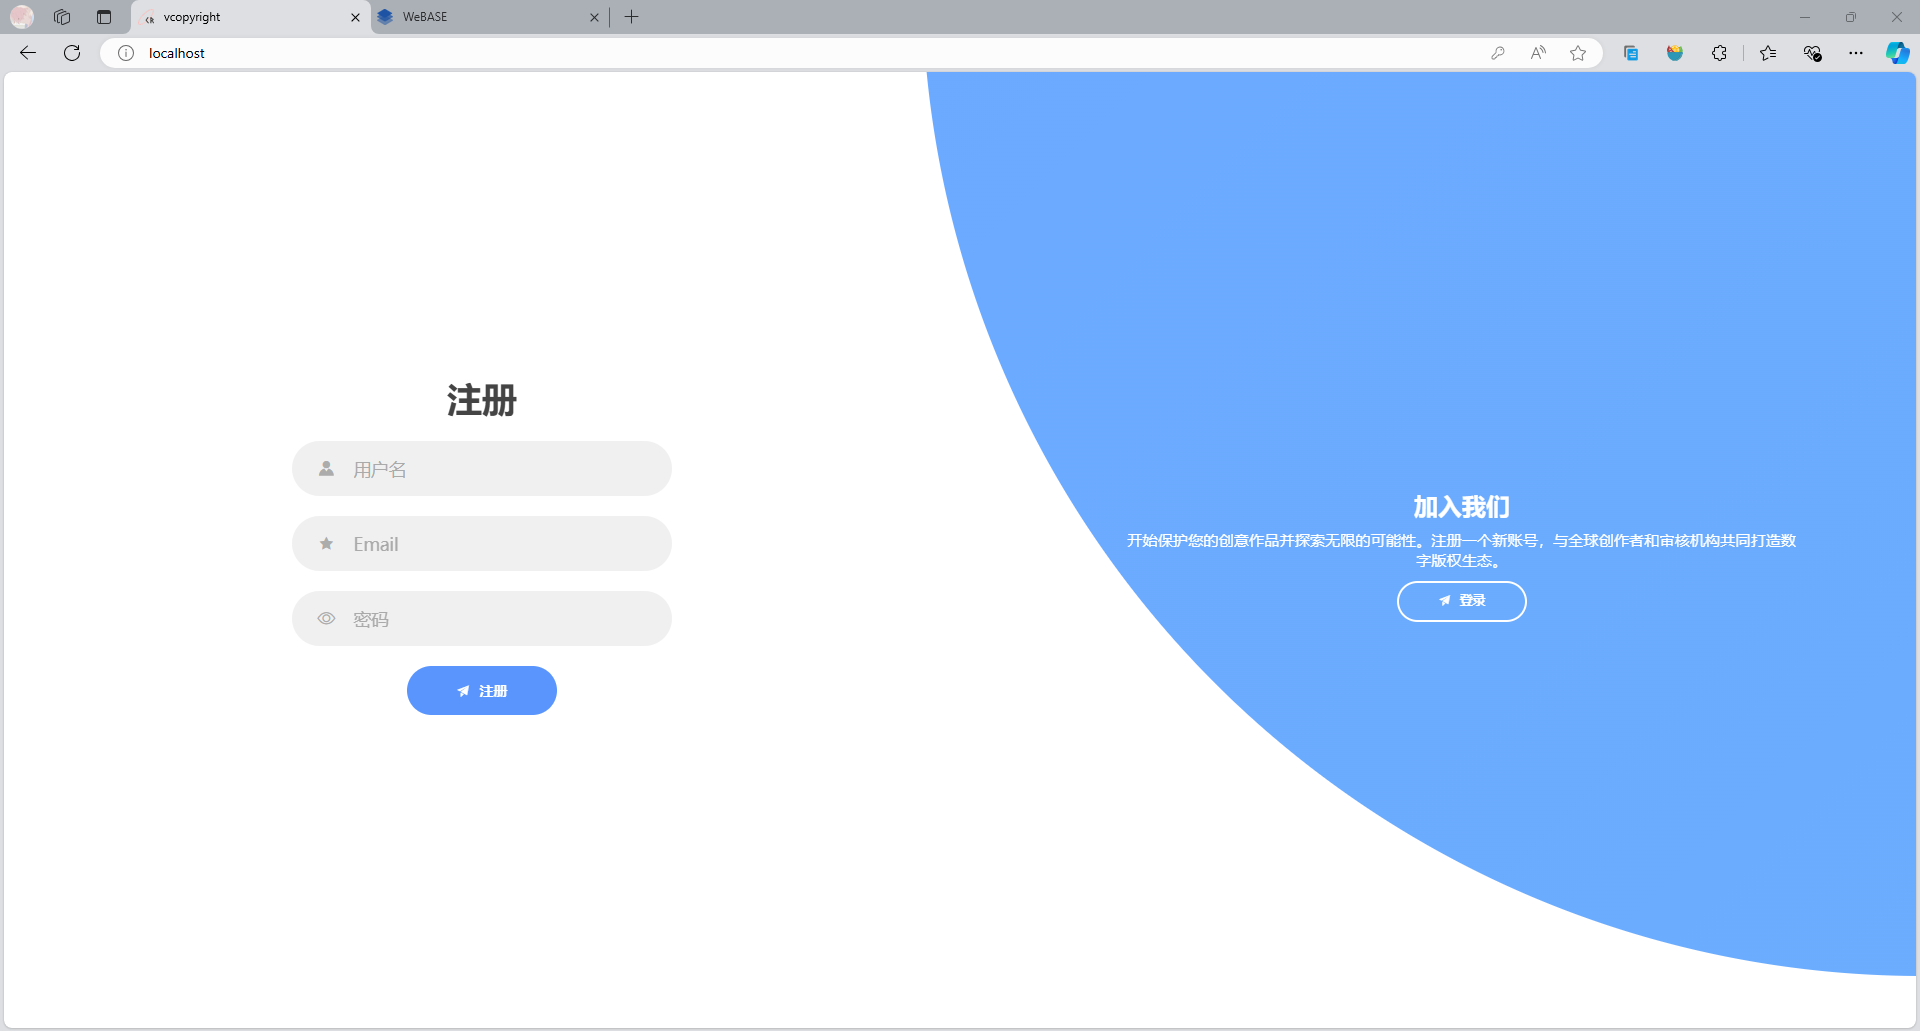 vcopyright
WeBASE
localhost
注册
用户名
Email
密码
注册
加入我们
开始保护您的创意作品并探索无限的可能性。注册一个新账号，与全球创作者和审核机构共同打造数
字版权生态。
登录